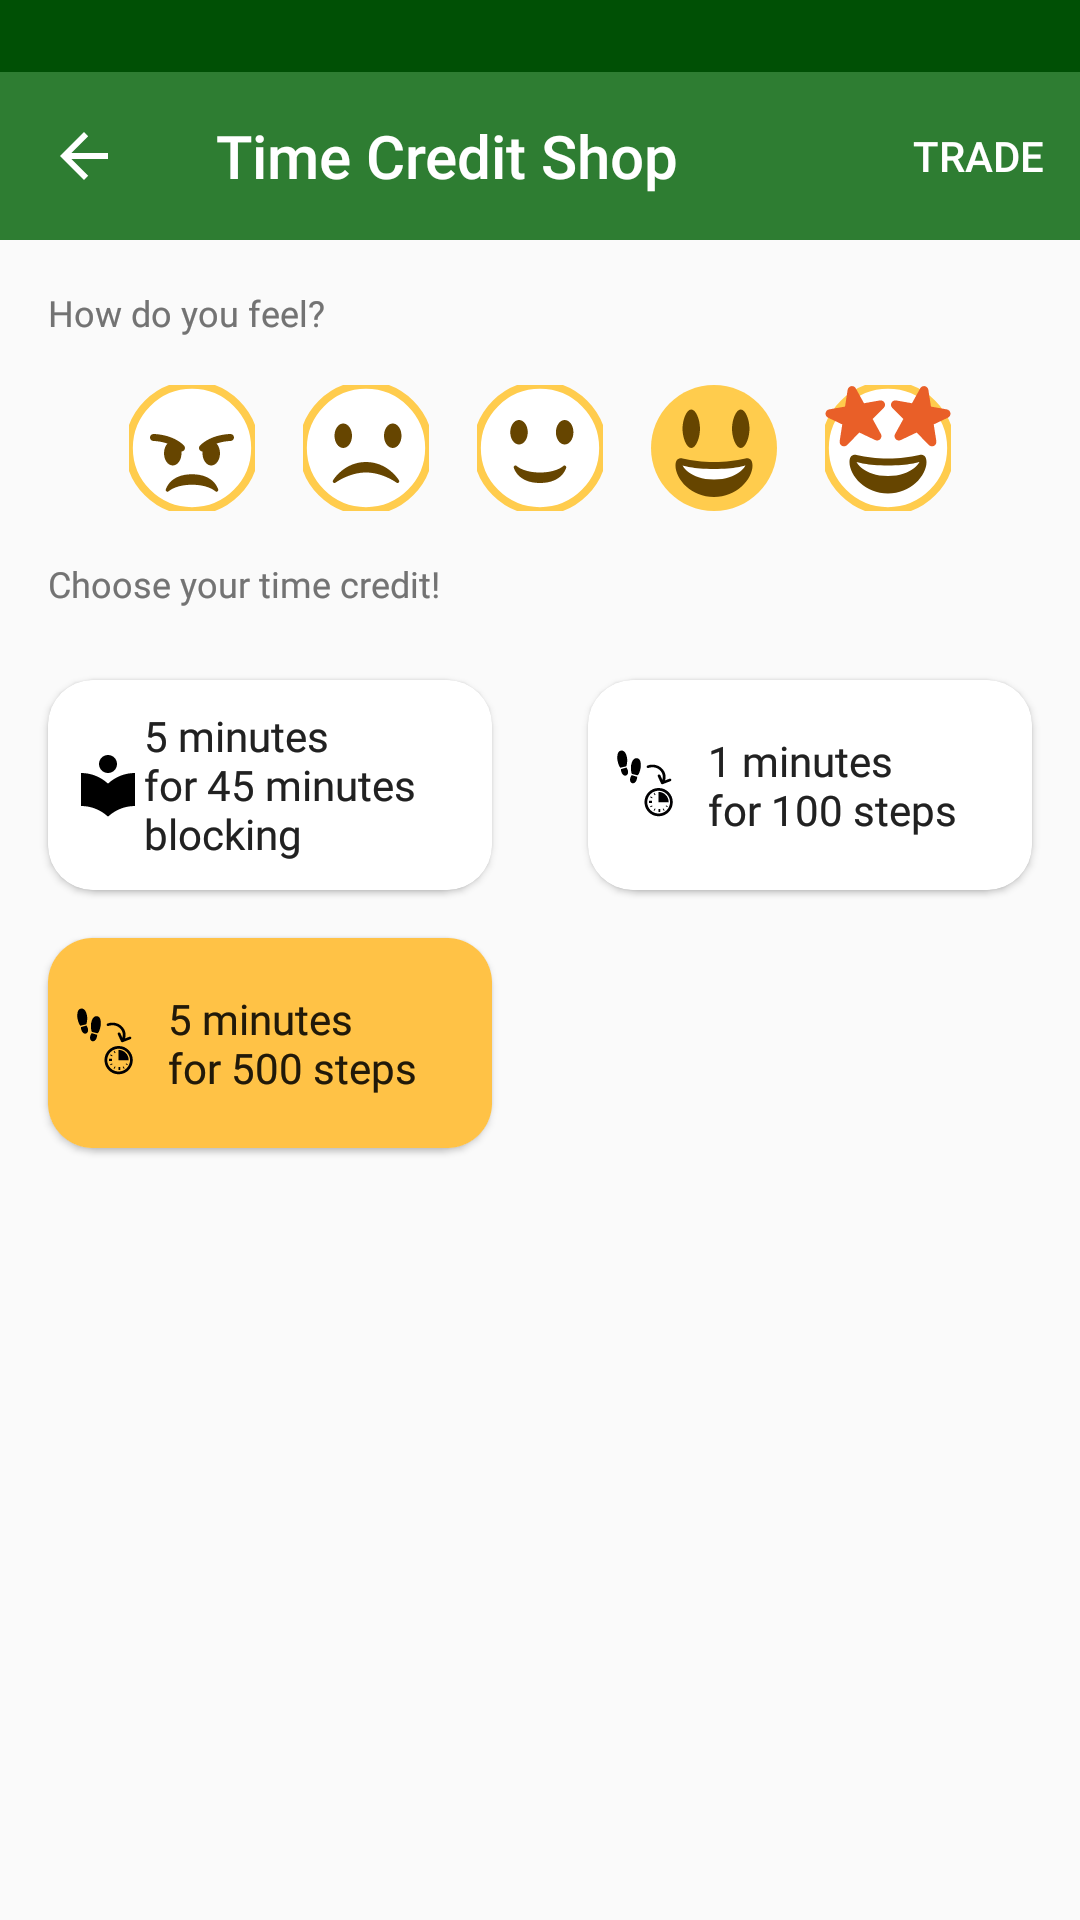 Time Credit Shop
TRADE
How do you feel?
Choose your time credit!
5 minutes
for 45 minutes
blocking
1 minutes
for 100 steps
5 minutes
for 500 steps